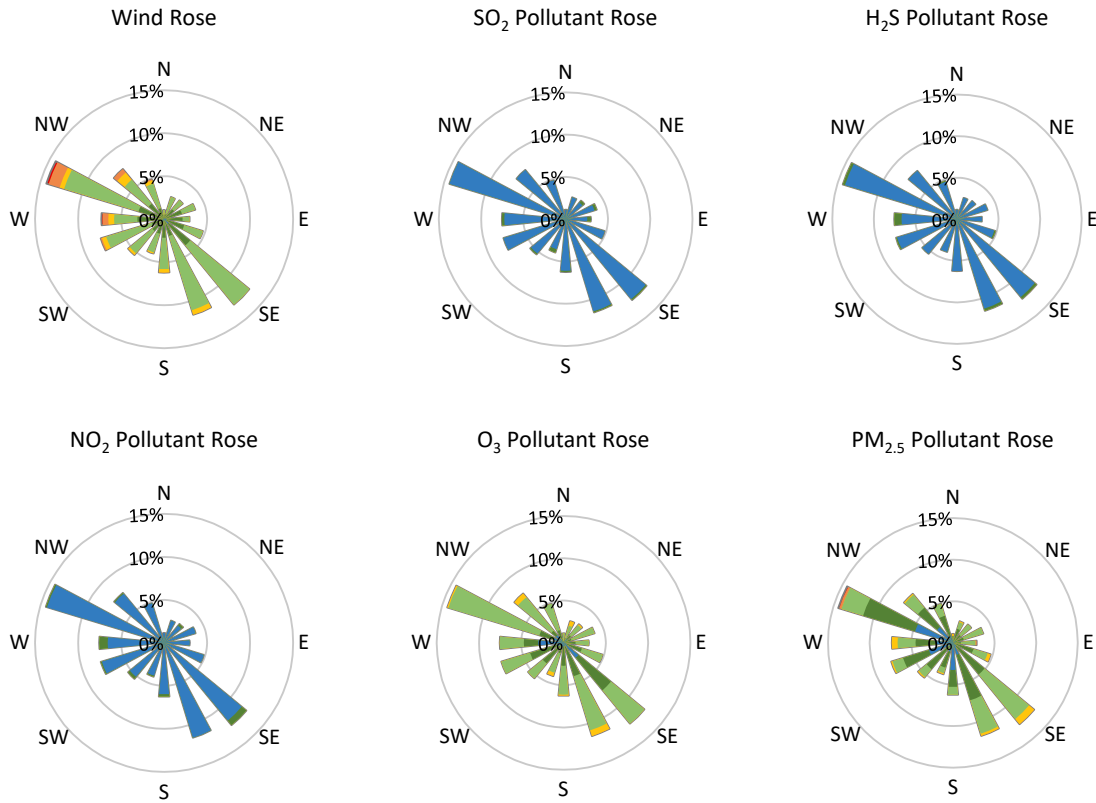 Wind Rose
N
15%
NW
NE
10%
5%
W
0%
E
SW
SE
S
SO₂ Pollutant Rose
N
15%
NW
NE
10%
5%
W
0%
E
SW
SE
S
H₂S Pollutant Rose
N
15%
NW
NE
10%
5%
W
0%
E
SW
SE
S
NO₂ Pollutant Rose
N
15%
NW
NE
10%
5%
W
0%
E
SW
SE
S
O₃ Pollutant Rose
N
15%
NW
NE
10%
5%
W
0%
E
SW
SE
S
PM₂.₅ Pollutant Rose
N
15%
NW
NE
10%
5%
W
0%
E
SW
SE
S